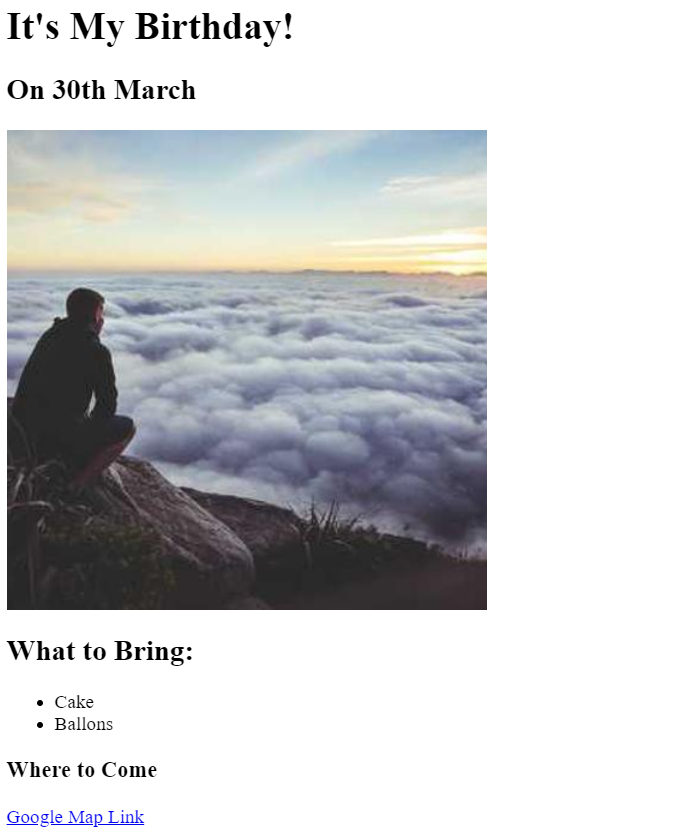 It's My Birthday!
On 30th March
What to Bring:
Cake
Ballons
Where to Come
Google Map Link